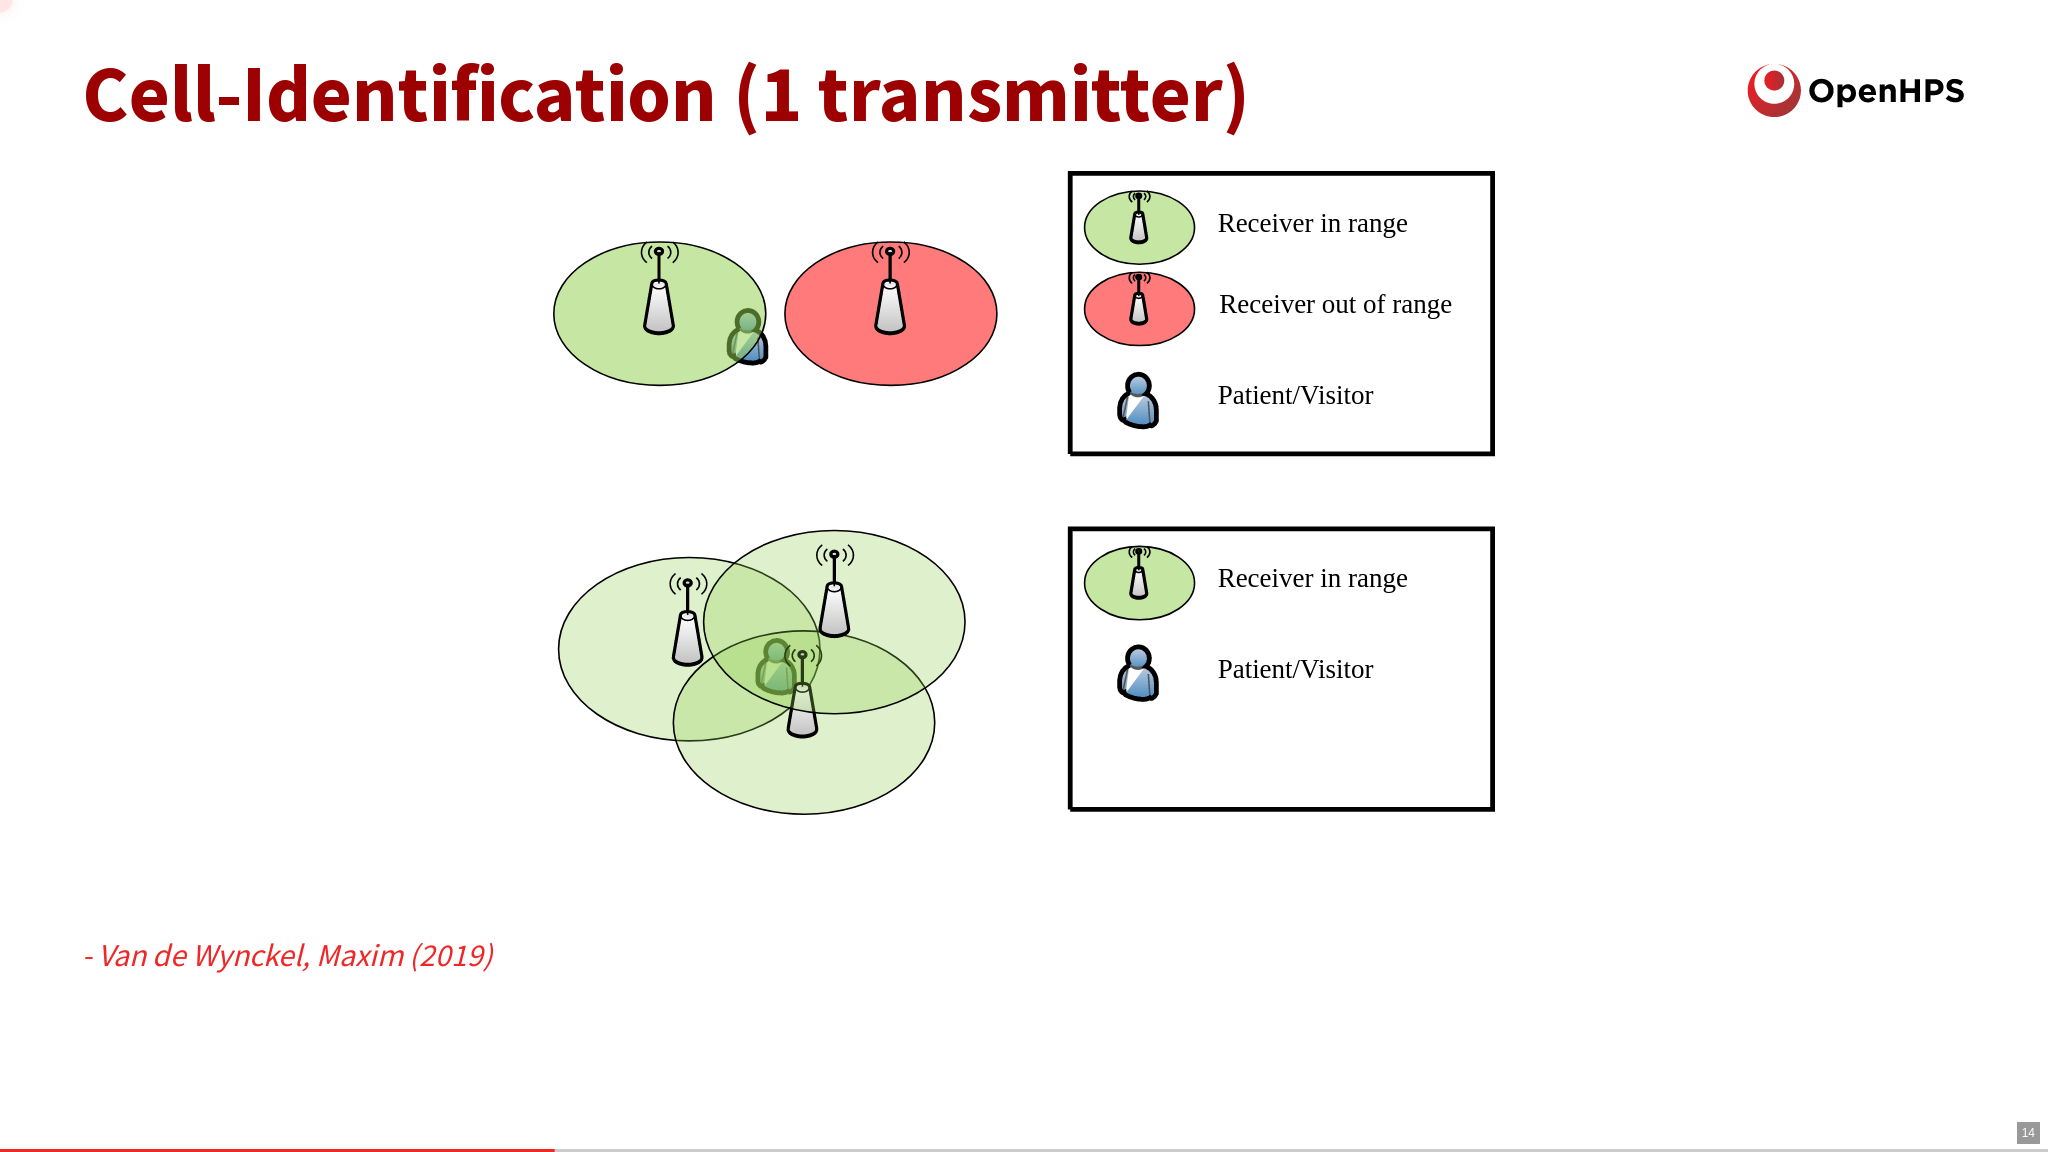 Cell-Identification (1 transmitter)
OpenHPS
Receiver in range
Receiver out of range
Patient/Visitor
Receiver in range
Patient/Visitor
- Van de Wynckel, Maxim (2019)
14